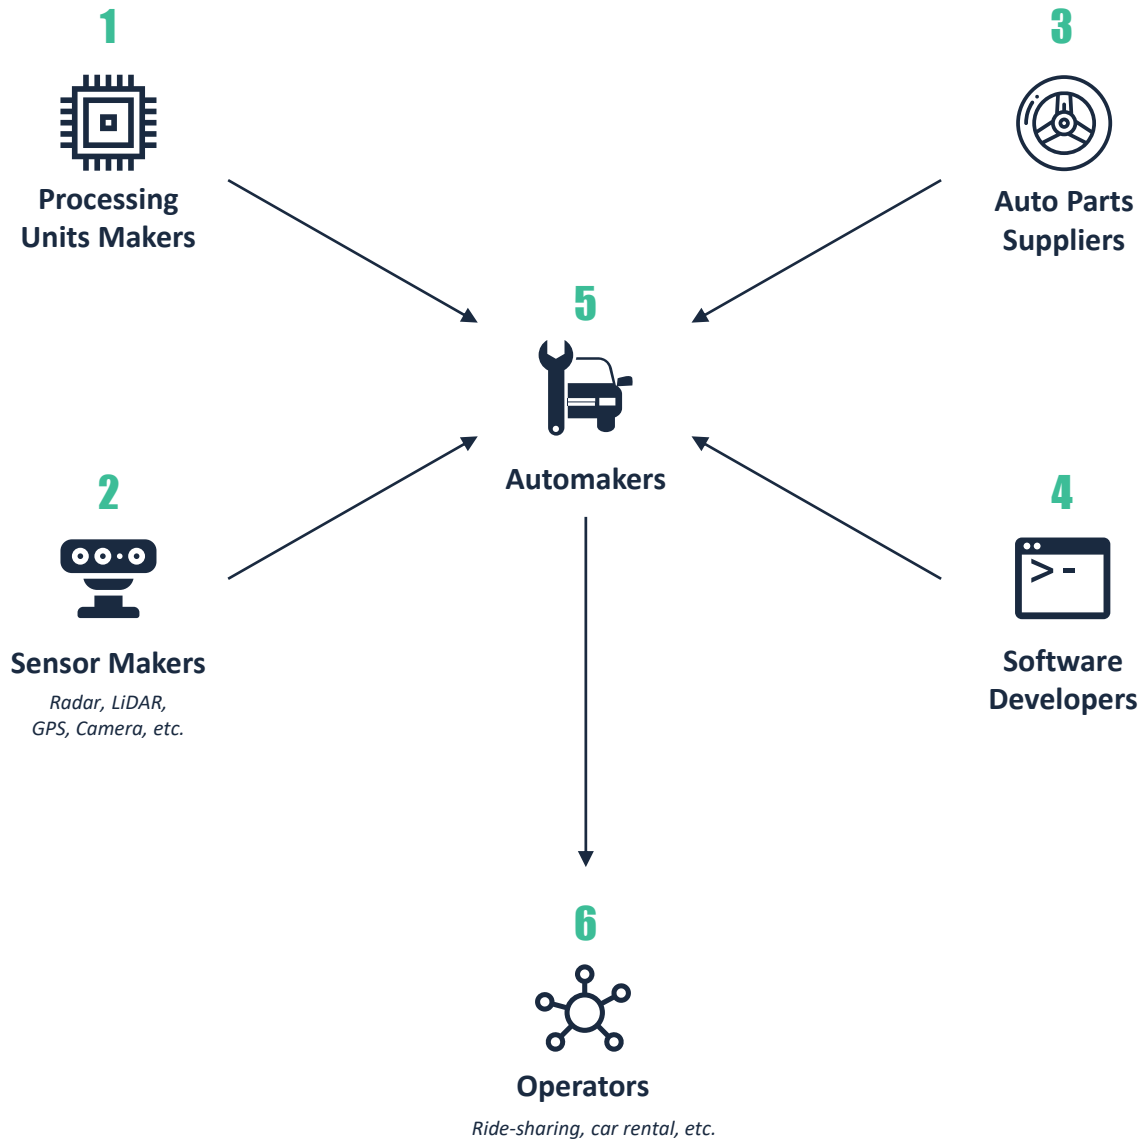 1
Processing
Units Makers
3
Auto Parts
Suppliers
5
Automakers
2
Sensor Makers
Radar, LiDAR,
GPS, Camera, etc.
4
>-
Software
Developers
6
Operators
Ride-sharing, car rental, etc.